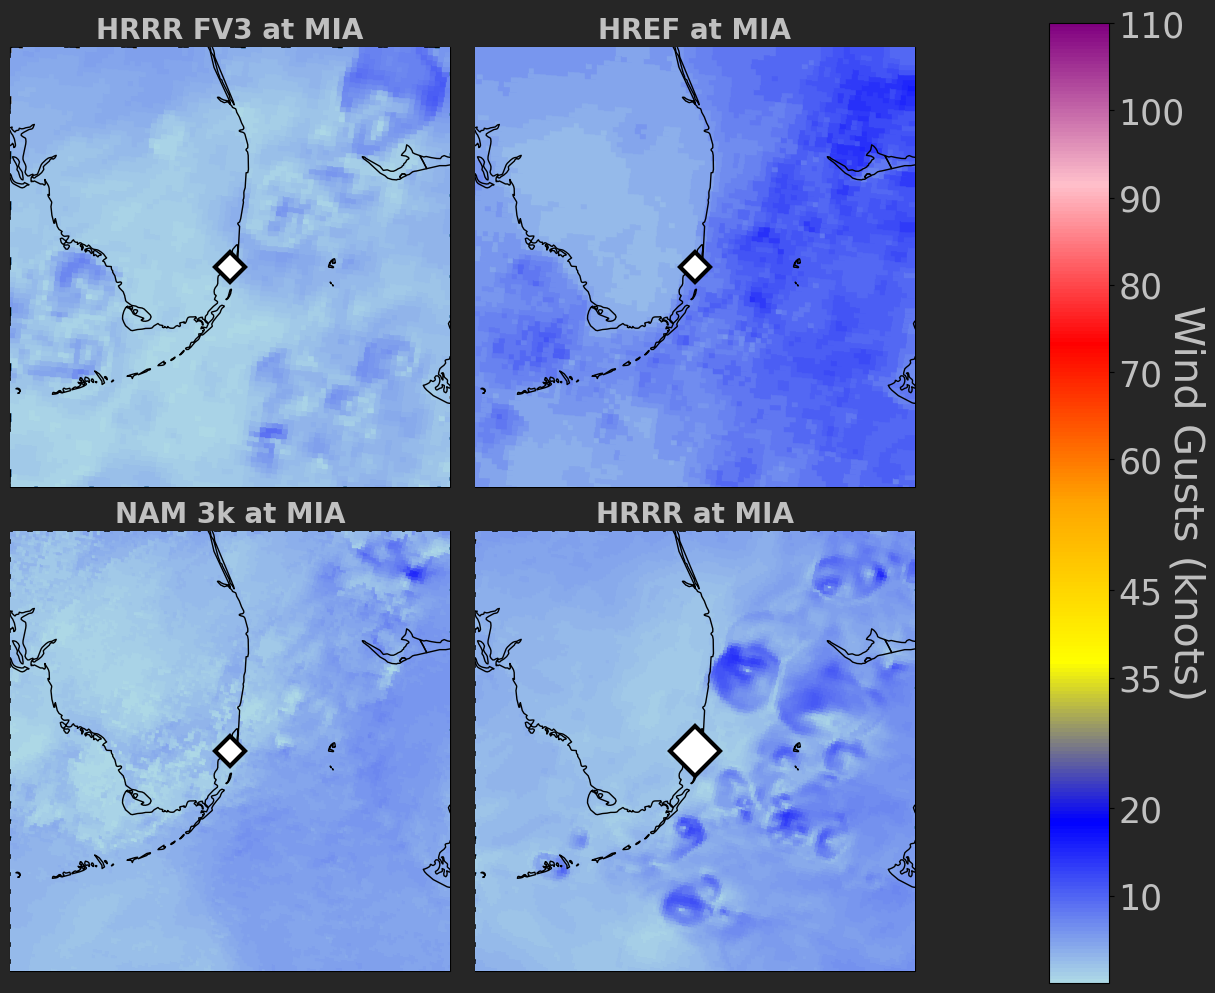 HRRR FV3 at MIA
HREF at MIA
NAM 3k at MIA
HRRR at MIA
110
100
90
80
70
60
45
35
20
10
Wind Gusts (knots)